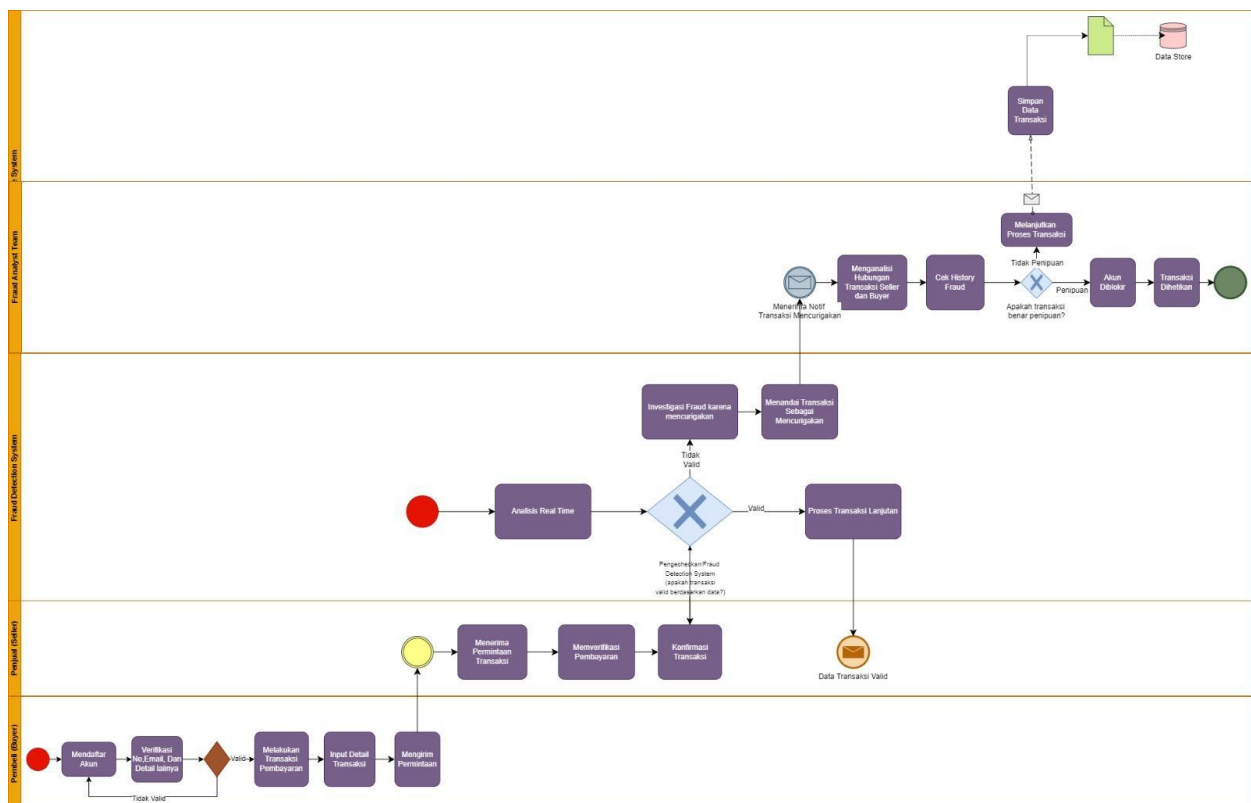 Data Store
Simpan
Data
Transaksi
System
Fraud Analyst Team
Melanjutkan
Proses Transaksi
Tidak Penipuan
Menganalisi
Hubungan
Transaksi Seller
dan Buyer
Cek History
Fraud
Penipuan
Akun
Diblokir
Transaksi
Dihetikan
Menerima Notif
Transaksi Mencurigakan
Apakah transaksi
benar penipuan?
Fraud Detection System
Investigasi Fraud karena
mencurigakan
Menandai Transaksi
Sebagai
Mencurigakan
Tidak
Valid
Analisis Real Time
Valid
Proses Transaksi Lanjutan
Pengecheckan/Fraud
Detection System
(apakah transaksi
valid berdasarkan data?)
Penjual (Seller)
Menerima
Permintaan
Transaksi
Memverifikasi
Pembayaran
Konfirmasi
Transaksi
Data Transaksi Valid
Pembeli (Buyer)
Mendaftar
Akun
Verifikasi
No,Email, Dan
Detail lailnya
Valid
Melakukan
Transaksi
Pembayaran
Input Detail
Transaksi
Mengirim
Permintaan
Tidak Valid